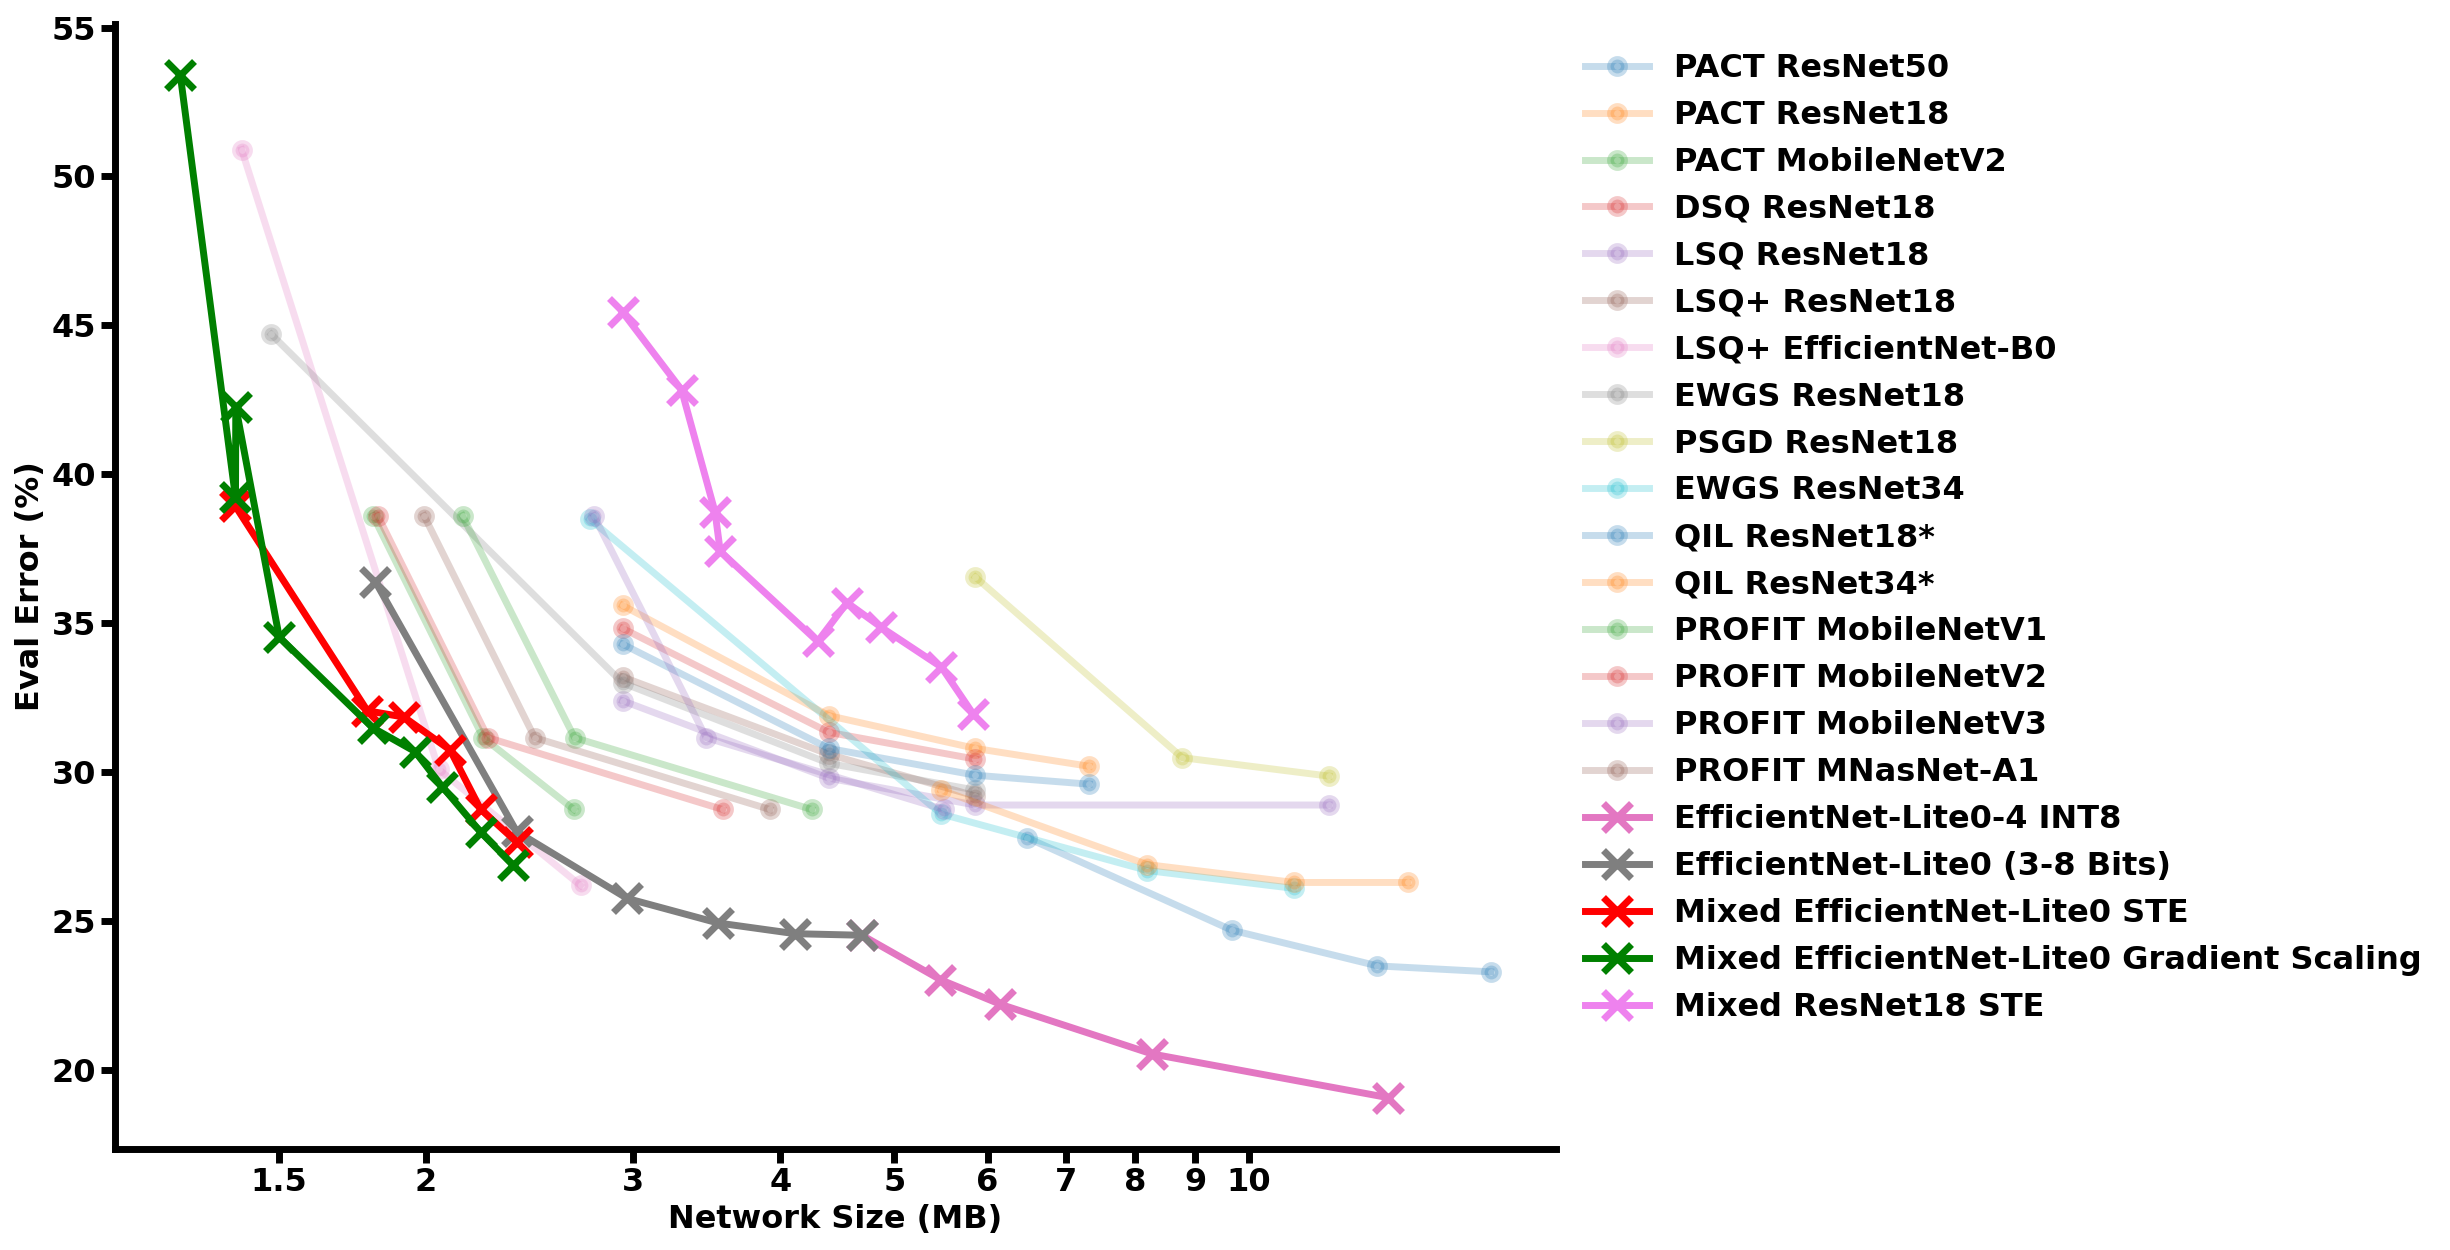 55
50
45
40
35
30
25
20
Eval Error (%)
1.5 2 3 4 5 6 7 8 9 10
Network Size (MB)
PACT ResNet50
PACT ResNet18
PACT MobileNetV2
DSQ ResNet18
LSQ ResNet18
LSQ+ ResNet18
LSQ+ EfficientNet-B0
EWGS ResNet18
PSGD ResNet18
EWGS ResNet34
QIL ResNet18*
QIL ResNet34*
PROFIT MobileNetV1
PROFIT MobileNetV2
PROFIT MobileNetV3
PROFIT MNasNet-A1
EfficientNet-Lite0-4 INT8
EfficientNet-Lite0 (3-8 Bits)
Mixed EfficientNet-Lite0 STE
Mixed EfficientNet-Lite0 Gradient Scaling
Mixed ResNet18 STE